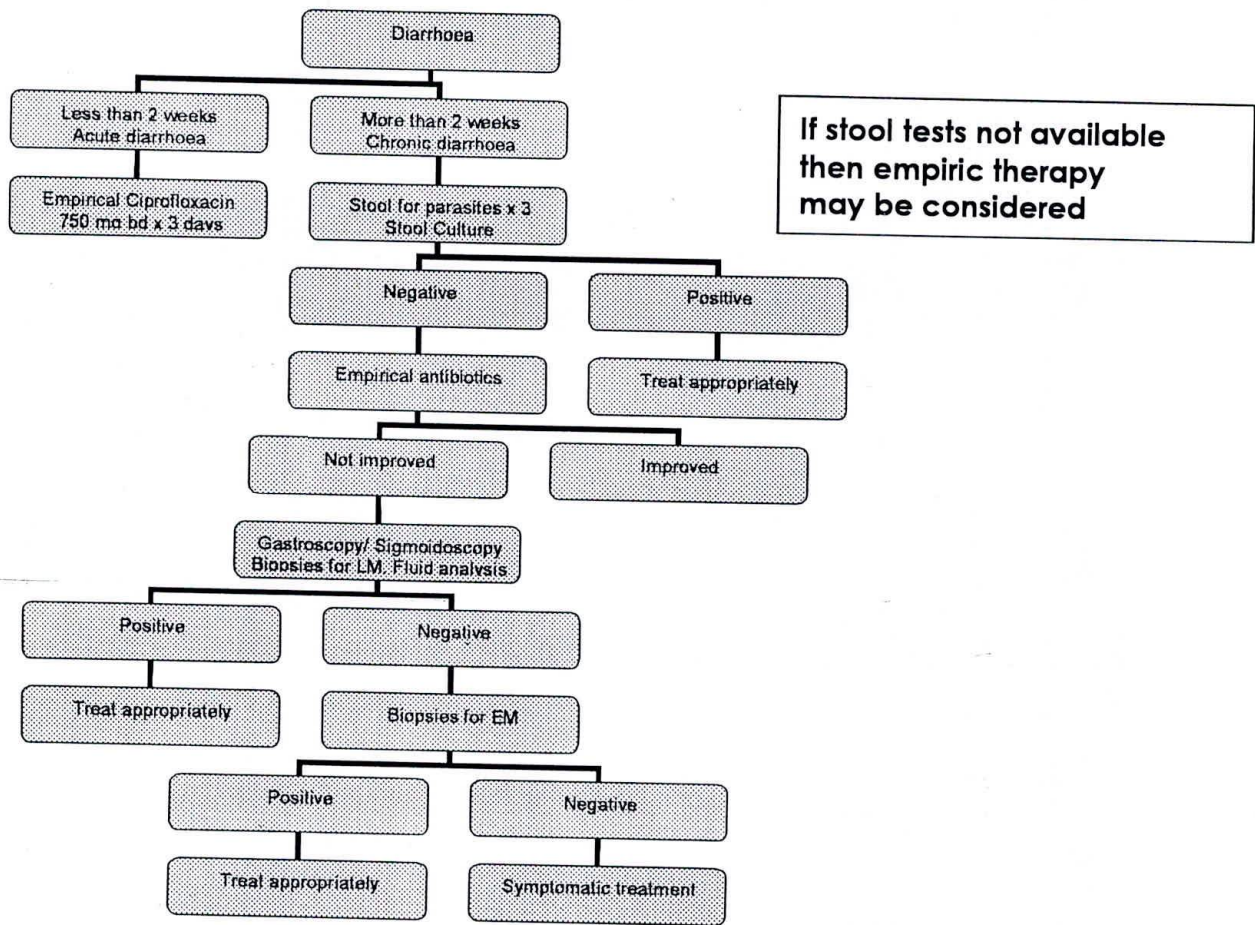 Diarrhoea
Less than 2 weeks
Acute diarrhoea
More than 2 weeks
Chronic diarrhoea
If stool tests not available
then empiric therapy
may be considered
Empirical Ciprofloxacin
750 mg bd x 3 days
Stool for parasites x 3
Stool Culture
Negative
Positive
Empirical antibiotics
Treat appropriately
Not improved
Improved
Gastroscopy/ Sigmoidoscopy
Biopsies for LM. Fluid analysis
Positive
Negative
Treat appropriately
Biopsies for EM
Positive
Negative
Treat appropriately
Symptomatic treatment